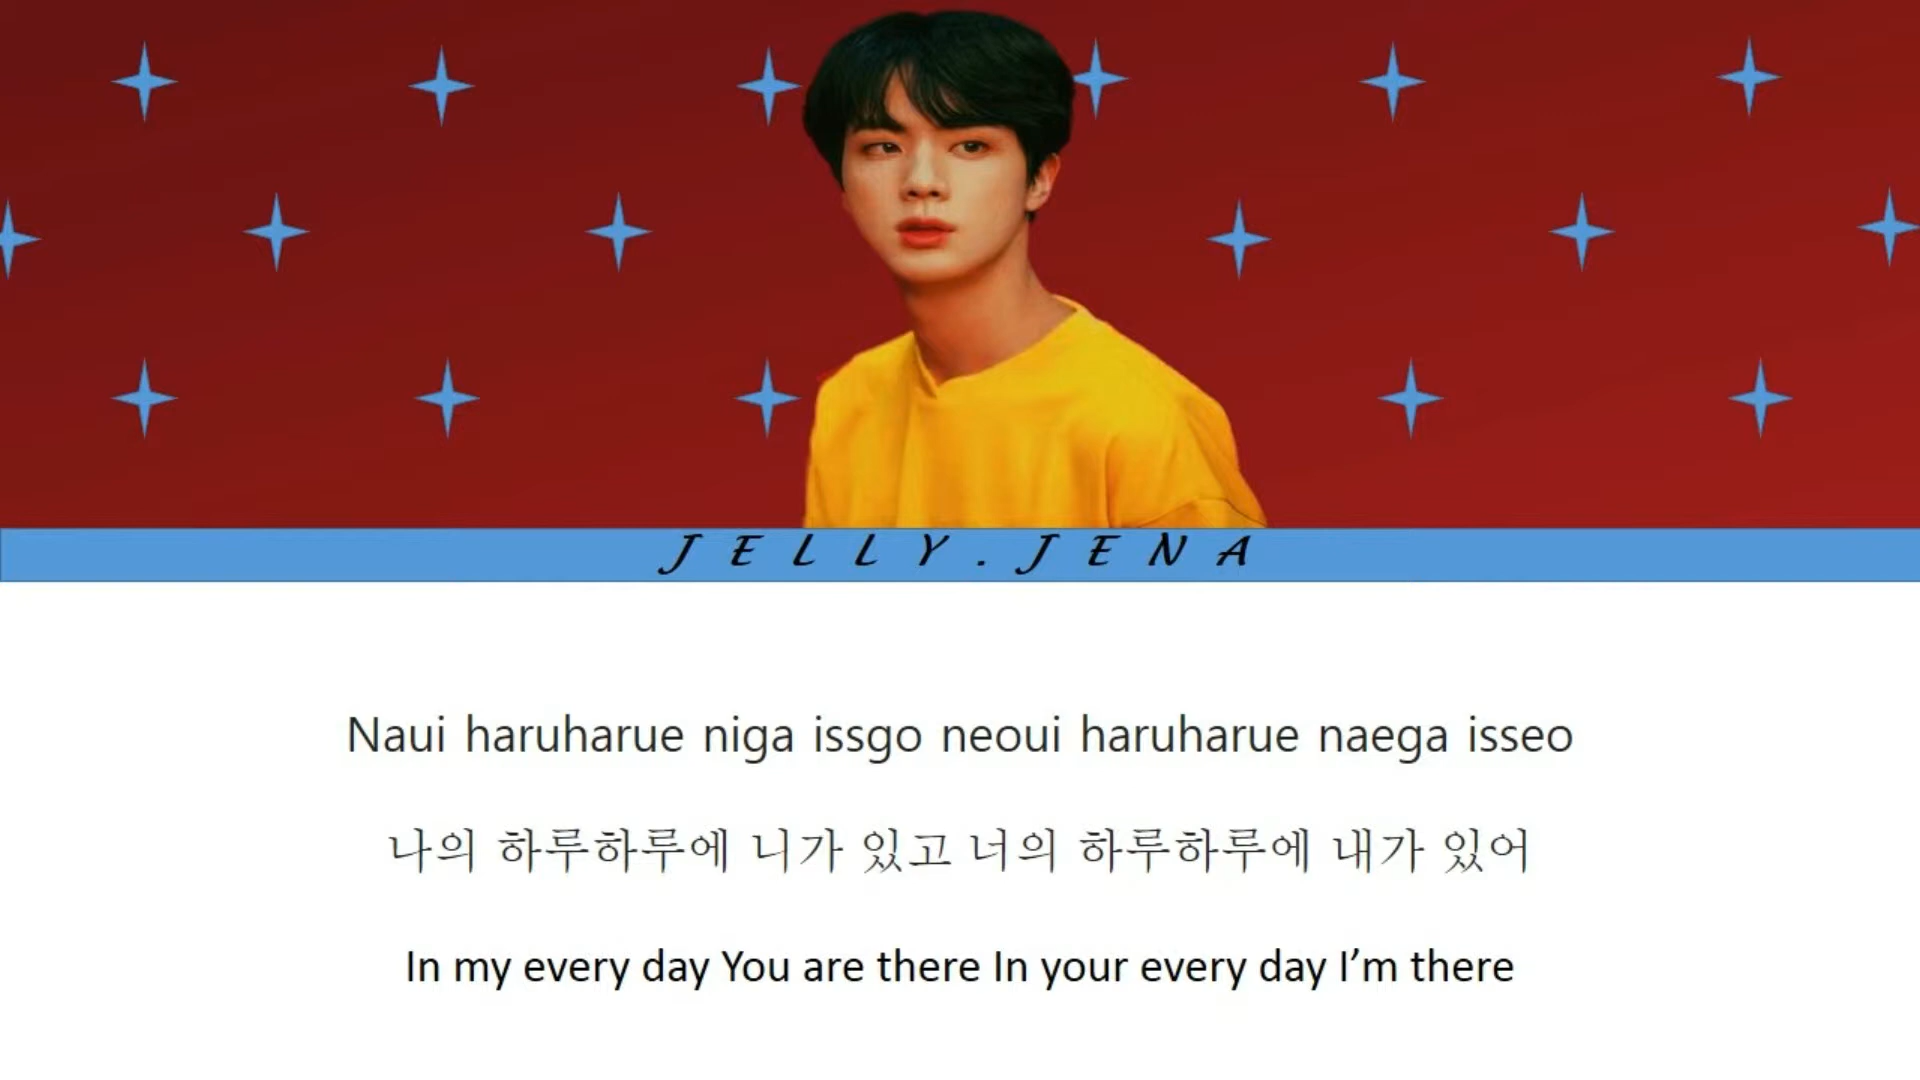 JELLY.JENA
Naui haruharue niga issgo neoui haruharue naega isseo
나의 하루하루에 니가 있고 너의 하루하루에 내가 있어
In my every day You are there In your every day I’m there